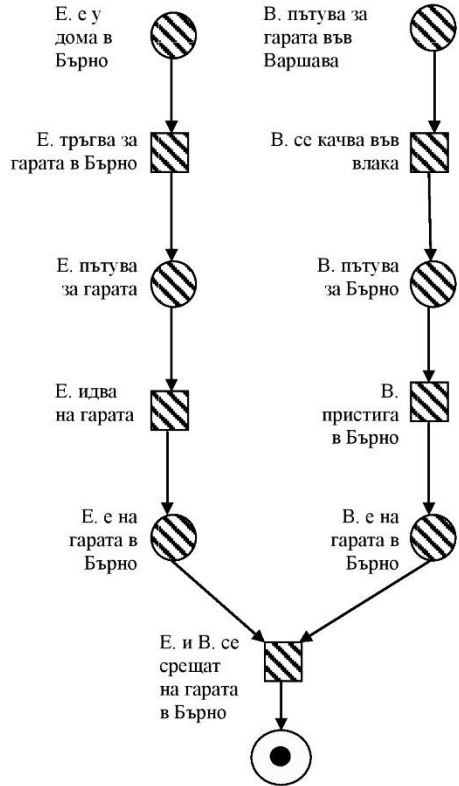 Е. е у
дома в
Бърно
В. пътува за
гарата във
Варшава
Е. тръгва за
гарата в Бърно
В. се качва във
влака
Е. пътува
за гарата
В. пътува
за Бърно
Е. идва
на гарата
В.
пристига
в Бърно
Е. е на
гарата в
Бърно
В. е на
гарата в
Бърно
Е. и В. се
срещат
на гарата
в Бърно